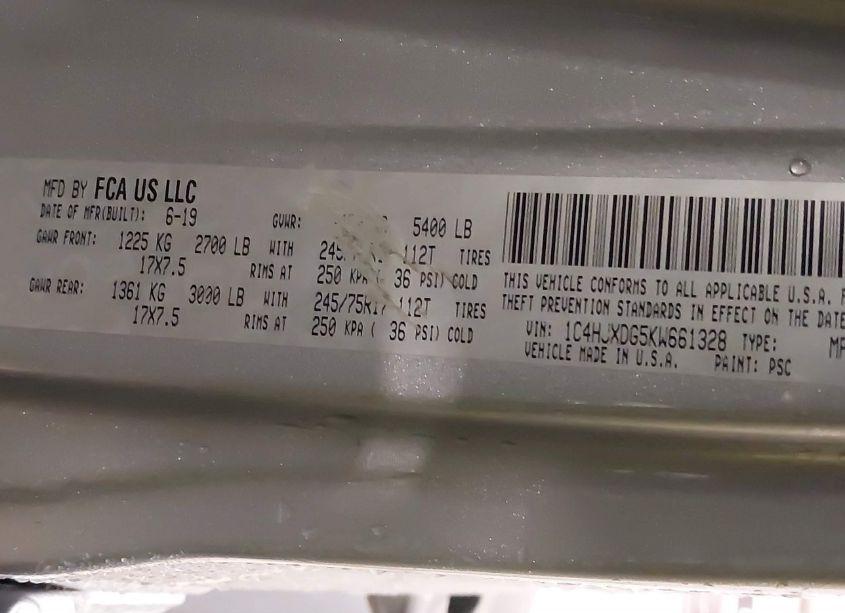 MFD BY FCA US LLC
DATE OF MFR(BUILT): 6-19 GVWR: 5400 LB
GAWR FRONT: 1225 KG 2700 LB WITH 112T TIRES
17X7.5 RIMS AT 250 KPA ( 36 PSI) COLD
GAWR REAR: 1361 KG 3000 LB WITH 245/75R17 112T TIRES
17X7.5 RIMS AT 250 KPA ( 36 PSI) COLD
THIS VEHICLE CONFORMS TO ALL APPLICABLE U.S.A.
THEFT PREVENTION STANDARDS IN EFFECT ON THE DATE
VIN: 1C4HJXDG5KW661328 TYPE:
VEHICLE MADE IN U.S.A. PAINT: PSC